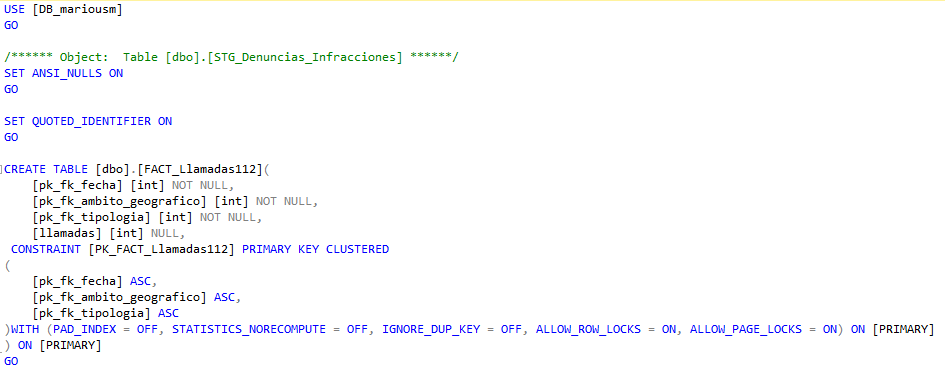 USE [DB_mariousm]
GO
/****** Object:  Table [dbo].[STG_Denuncias_Infracciones] ******/
SET ANSI_NULLS ON
GO
SET QUOTED_IDENTIFIER ON
GO
CREATE TABLE [dbo].[FACT_Llamadas112](
    [pk_fk_fecha] [int] NOT NULL,
    [pk_fk_ambito_geografico] [int] NOT NULL,
    [pk_fk_tipologia] [int] NOT NULL,
    [llamadas] [int] NULL,
 CONSTRAINT [PK_FACT_Llamadas112] PRIMARY KEY CLUSTERED
(
    [pk_fk_fecha] ASC,
    [pk_fk_ambito_geografico] ASC,
    [pk_fk_tipologia] ASC
)WITH (PAD_INDEX = OFF, STATISTICS_NORECOMPUTE = OFF, IGNORE_DUP_KEY = OFF, ALLOW_ROW_LOCKS = ON, ALLOW_PAGE_LOCKS = ON) ON [PRIMARY]
) ON [PRIMARY]
GO